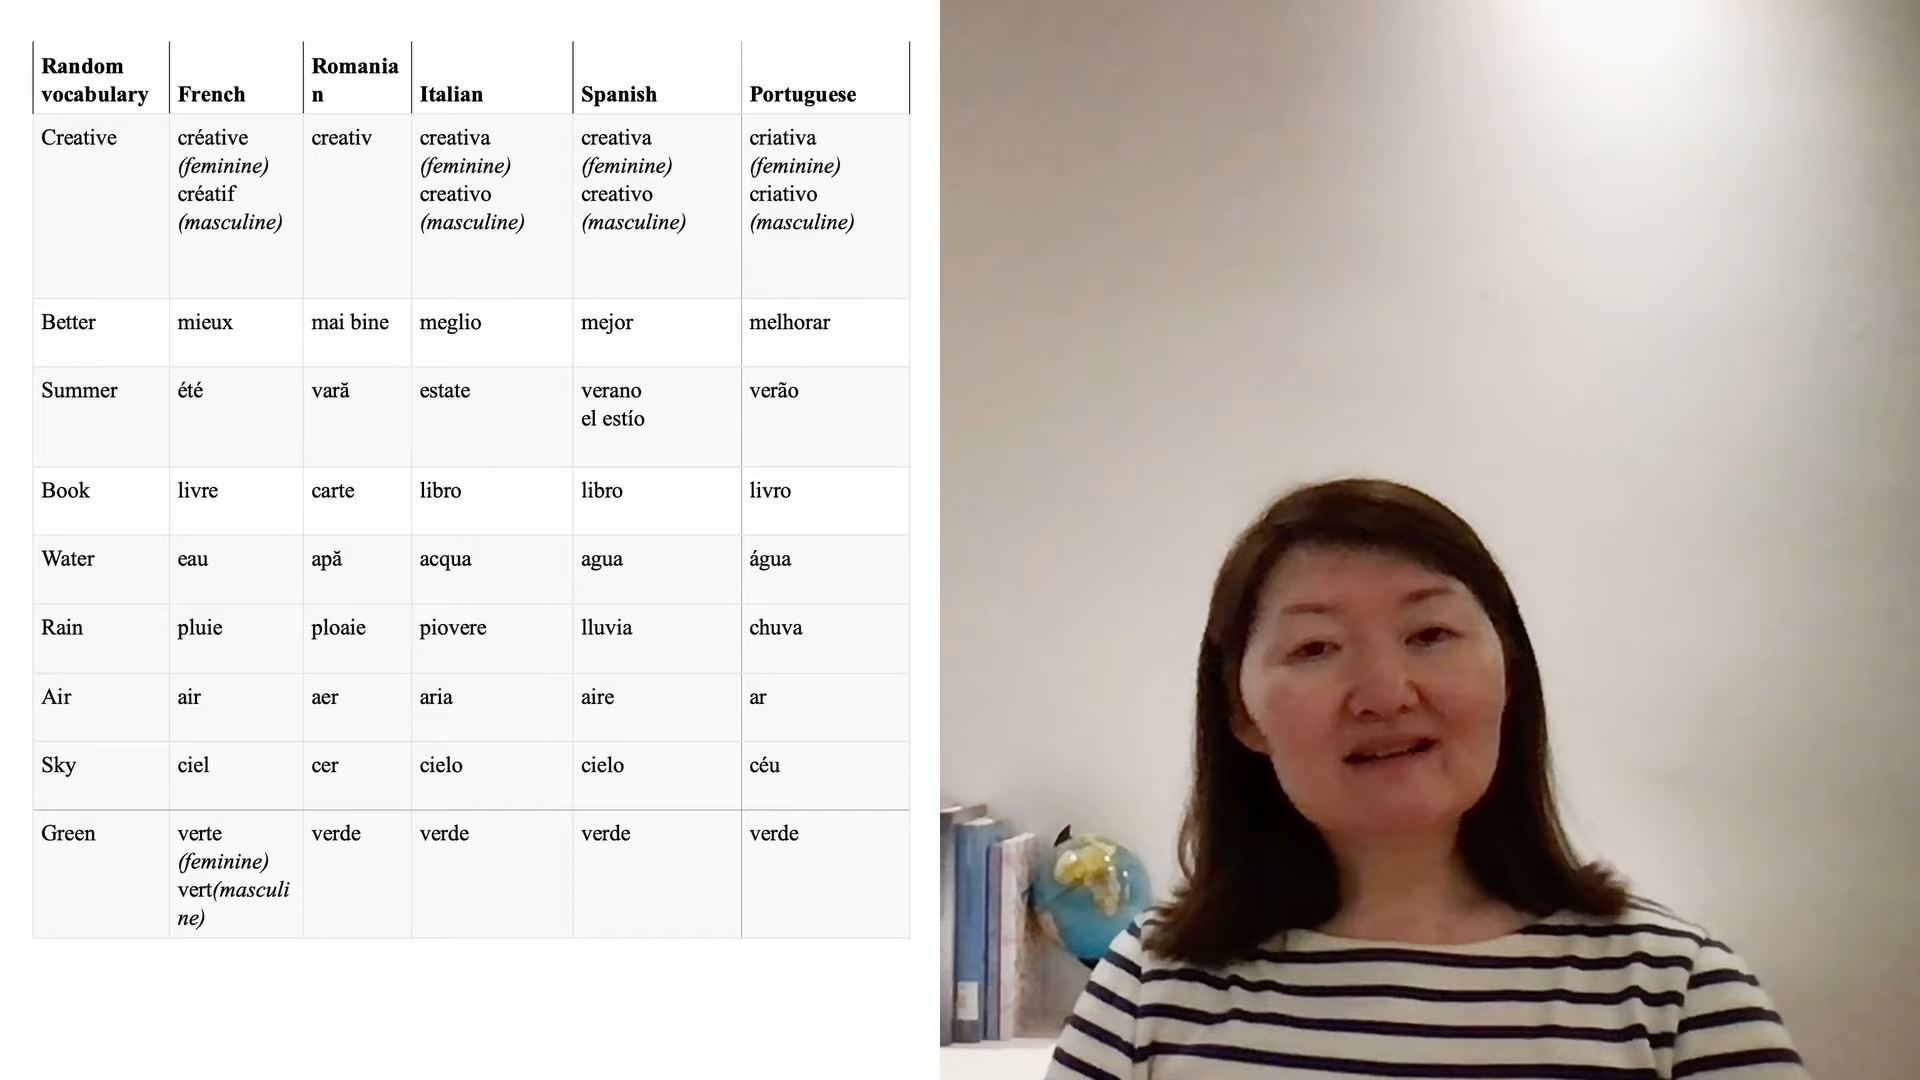 Random vocabulary | French | Romanian | Italian | Spanish | Portuguese
Creative | créative (feminine) créatif (masculine) | creativ | creativa (feminine) creativo (masculine) | creativa (feminine) creativo (masculine) | criativa (feminine) criativo (masculine)
Better | mieux | mai bine | meglio | mejor | melhorar
Summer | été | vară | estate | verano el estío | verão
Book | livre | carte | libro | libro | livro
Water | eau | apă | acqua | agua | água
Rain | pluie | ploaie | piovere | lluvia | chuva
Air | air | aer | aria | aire | ar
Sky | ciel | cer | cielo | cielo | céu
Green | verte (feminine) vert(masculine) | verde | verde | verde | verde